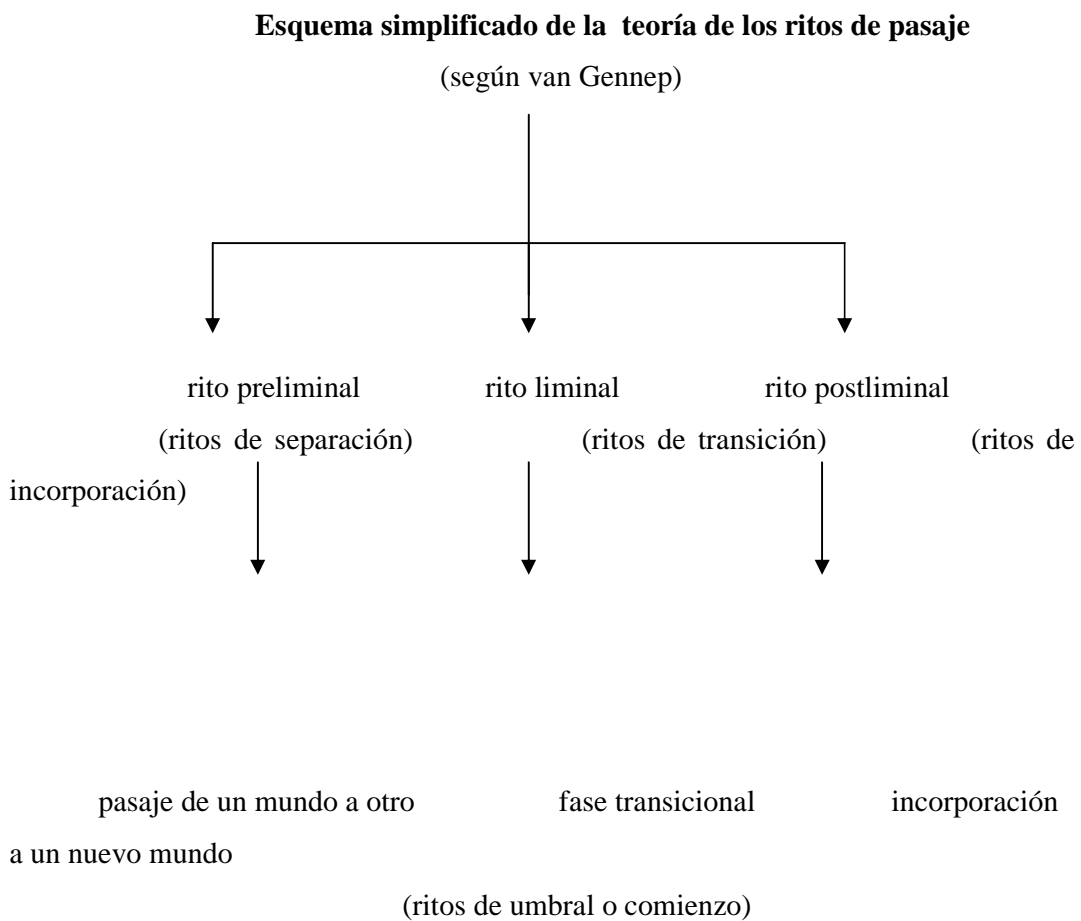 Esquema simplificado de la teoría de los ritos de pasaje
(según van Gennep)
rito preliminal rito liminal rito postliminal
(ritos de separación) (ritos de transición) (ritos de
incorporación)
pasaje de un mundo a otro fase transicional incorporación
a un nuevo mundo
(ritos de umbral o comienzo)